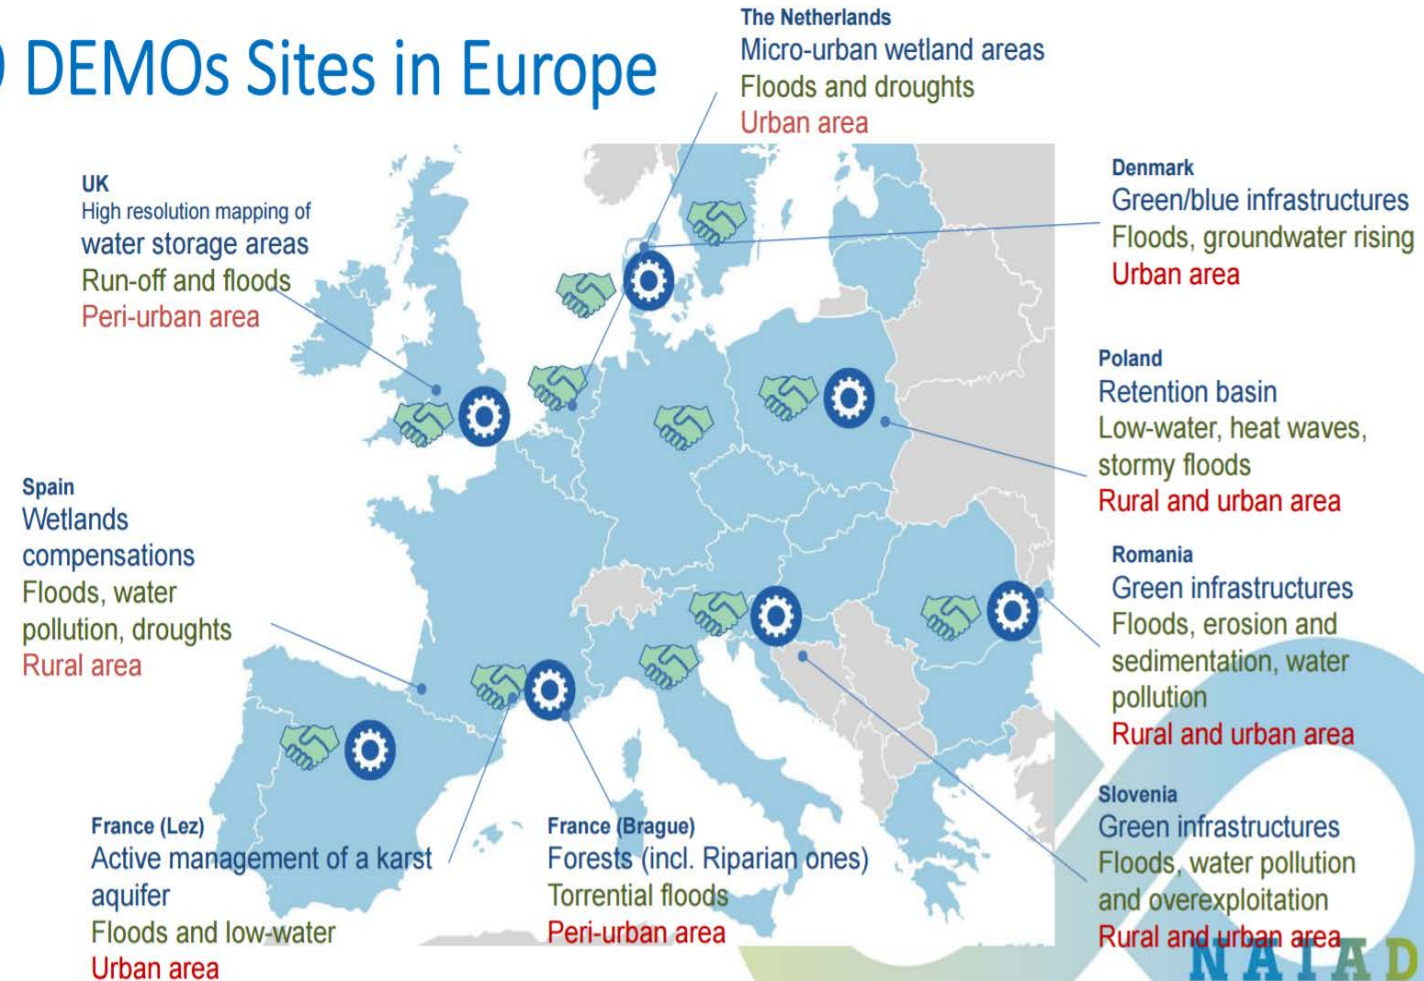 DEMOs Sites in Europe
The Netherlands
Micro-urban wetland areas
Floods and droughts
Urban area
UK
High resolution mapping of
water storage areas
Run-off and floods
Peri-urban area
Denmark
Green/blue infrastructures
Floods, groundwater rising
Urban area
Poland
Retention basin
Low-water, heat waves,
stormy floods
Rural and urban area
Spain
Wetlands
compensations
Floods, water
pollution, droughts
Rural area
Romania
Green infrastructures
Floods, erosion and
sedimentation, water
pollution
Rural and urban area
France (Lez)
Active management of a karst
aquifer
Floods and low-water
Urban area
France (Brague)
Forests (incl. Riparian ones)
Torrential floods
Peri-urban area
Slovenia
Green infrastructures
Floods, water pollution
and overexploitation
Rural and urban area
NAIAD